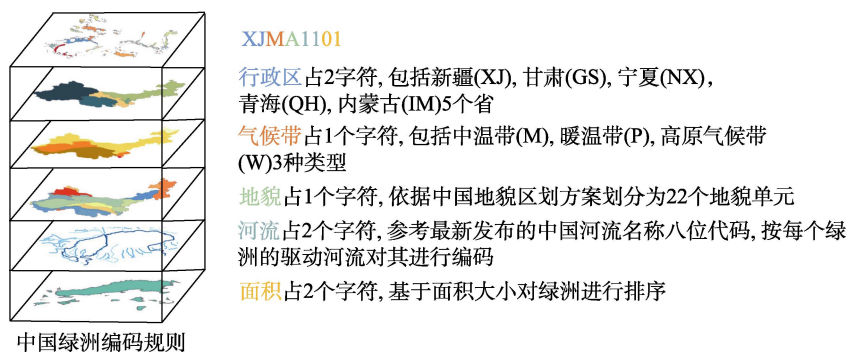 XJMA1101
行政区占2字符, 包括新疆(XJ), 甘肃(GS), 宁夏(NX),
青海(QH), 内蒙古(IM)5个省
气候带占1个字符, 包括中温带(M), 暖温带(P), 高原气候带
(W)3种类型
地貌占1个字符, 依据中国地貌区划方案划分为22个地貌单元
河流占2个字符, 参考最新发布的中国河流名称八位代码, 按每个绿
洲的驱动河流对其进行编码
面积占2个字符, 基于面积大小对绿洲进行排序
中国绿洲编码规则